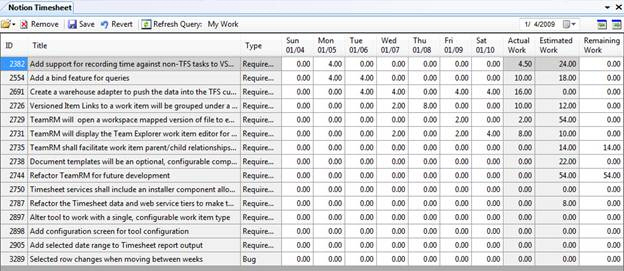 Notion Timesheet
Remove Save Revert Refresh Query: My Work 1/ 4/2009
ID Title Type Sun 01/04 Mon 01/05 Tue 01/06 Wed 01/07 Thu 01/08 Fri 01/09 Sat 01/10 Actual Work Estimated Work Remaining Work
2382 Add support for recording time against non-TFS tasks to VS... Require... 0.00 4.00 0.00 0.00 0.00 0.00 0.00 4.50 24.00 0.00
2554 Add a bind feature for queries Require... 0.00 4.00 4.00 0.00 0.00 0.00 0.00 10.00 18.00 0.00
2691 Create a warehouse adapter to push the data into the TFS cu... Require... 0.00 0.00 4.00 4.00 0.00 4.00 4.00 16.00 0.00 0.00
2726 Versioned Item Links to a work item will be grouped under a ... Require... 0.00 0.00 0.00 2.00 8.00 0.00 0.00 10.00 12.00 0.00
2729 TeamRM will open a workspace mapped version of file to e... Require... 0.00 0.00 0.00 0.00 0.00 2.00 0.00 2.00 54.00 0.00
2731 TeamRM will display the Team Explorer work item editor for ... Require... 0.00 0.00 0.00 2.00 0.00 2.00 4.00 8.00 10.00 0.00
2735 TeamRM shall facilitate work item parent/child relationships... Require... 0.00 0.00 0.00 0.00 0.00 0.00 0.00 0.00 14.00 14.00
2738 Document templates will be an optional, configurable comp... Require... 0.00 0.00 0.00 0.00 0.00 0.00 0.00 0.00 22.00 0.00
2744 Refactor TeamRM for future development Require... 0.00 0.00 0.00 0.00 0.00 0.00 0.00 0.00 54.00 54.00
2750 Timesheet services shall include an installer component allo... Require... 0.00 0.00 0.00 0.00 0.00 0.00 0.00 0.00 0.00 0.00
2787 Refactor the Timesheet data and web service tiers to make t... Require... 0.00 0.00 0.00 0.00 0.00 0.00 0.00 0.00 8.00 0.00
2897 Alter tool to work with a single, configurable work item type Require... 0.00 0.00 0.00 0.00 0.00 0.00 0.00 0.00 0.00 0.00
2898 Add configuration screen for tool configuration Require... 0.00 0.00 0.00 0.00 0.00 0.00 0.00 0.00 0.00 0.00
2905 Add selected date range to Timesheet report output Require... 0.00 0.00 0.00 0.00 0.00 0.00 0.00 0.00 0.00 0.00
3289 Selected row changes when moving between weeks Bug 0.00 0.00 0.00 0.00 0.00 0.00 0.00 0.00 0.00 0.00